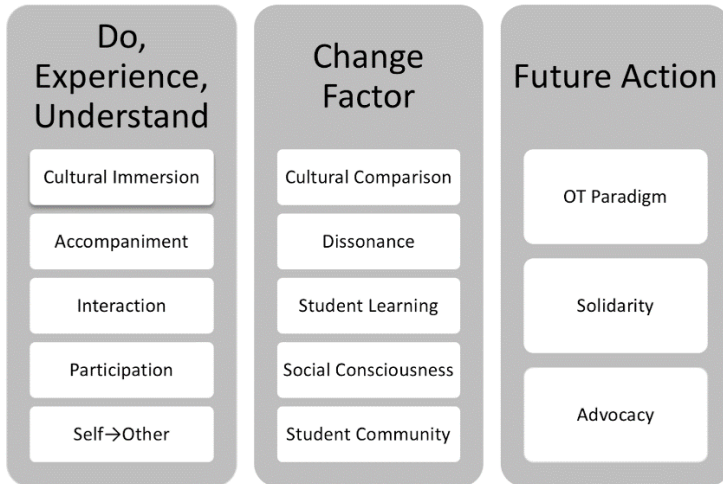 Do,
Experience,
Understand
Cultural Immersion
Accompaniment
Interaction
Participation
Self→Other
Change
Factor
Cultural Comparison
Dissonance
Student Learning
Social Consciousness
Student Community
Future Action
OT Paradigm
Solidarity
Advocacy